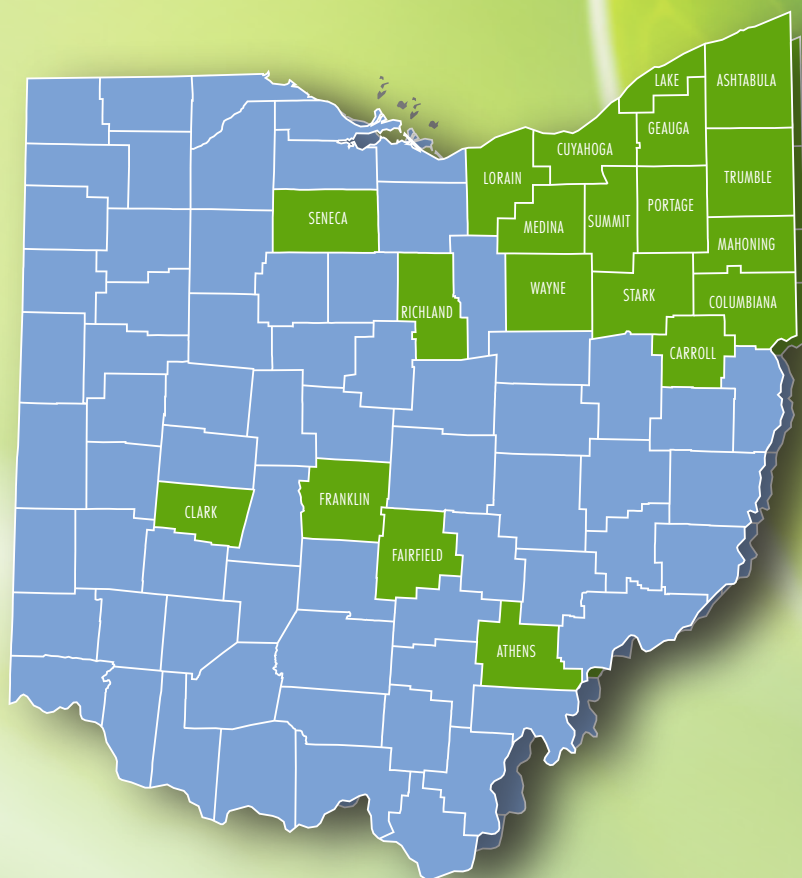 LAKE
ASHTABULA
GEAUGA
CUYAHOGA
LORAIN
TRUMBLE
PORTAGE
SUMMIT
MEDINA
SENECA
MAHONING
WAYNE
STARK
COLUMBIANA
RICHLAND
CARROLL
FRANKLIN
CLARK
FAIRFIELD
ATHENS